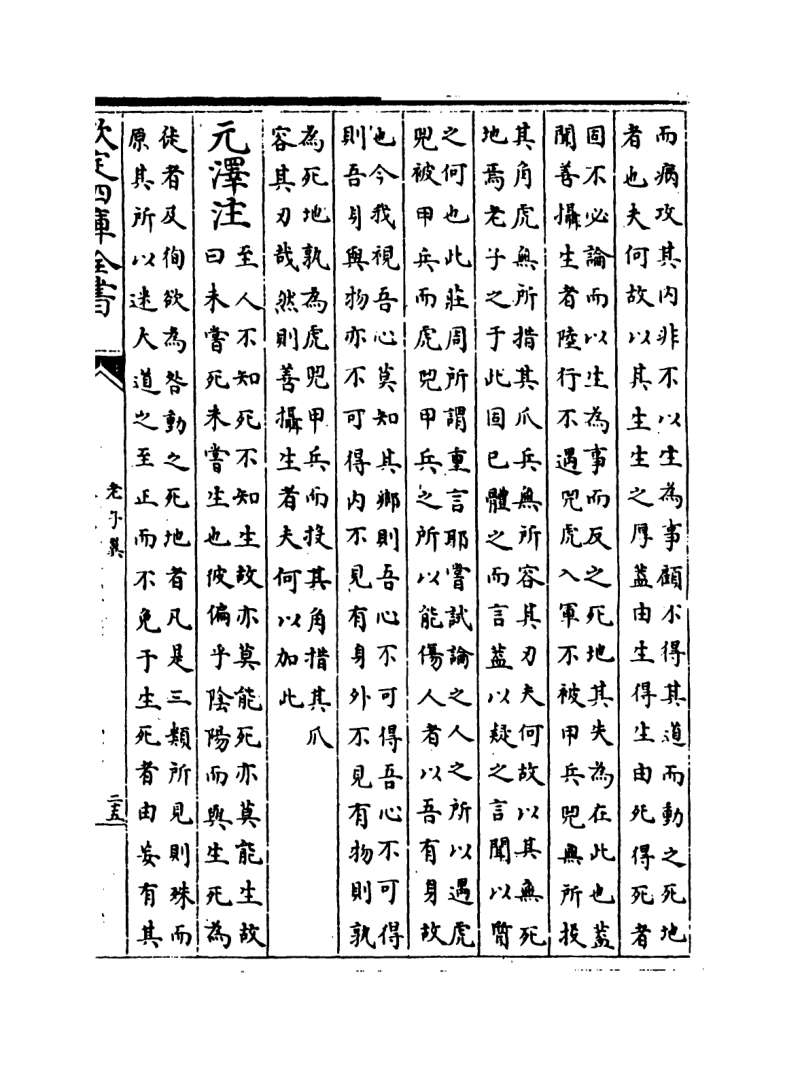 而病攻其内非不以生為事顧不得其道而動之死地
者也夫何故以其生生之厚蓋由生得生由死得死者
固不必論而以生為事而反之死地其失為在此也蓋
聞善攝生者陸行不遇兕虎入軍不被甲兵兕無所投
其角虎無所措其爪兵無所容其刃夫何故以其無死
地焉老子之于此固已體之而言蓋以疑之言聞以質
之何也此莊周所謂重言耶嘗試論之人之所以遇虎
兕被甲兵而虎兕甲兵之所以能傷人者以吾有身故
也今我視吾心莫知其鄉則吾心不可得吾心不可得
則吾身與物亦不可得内不見有身外不見有物則孰
為死地孰為虎兕甲兵而投其角措其爪
容其刃哉然則善攝生者夫何以加此
元澤注
至人不知死不知生故亦莫能死亦莫能生故
曰未嘗死未嘗生也彼偏乎陰陽而與生死為
徒者及徇欲為咎動之死地者凡是三類所見則殊而
原其所以迷大道之至正而不免于生死者由妄有其
欽定四庫全書
老子翼
二十五